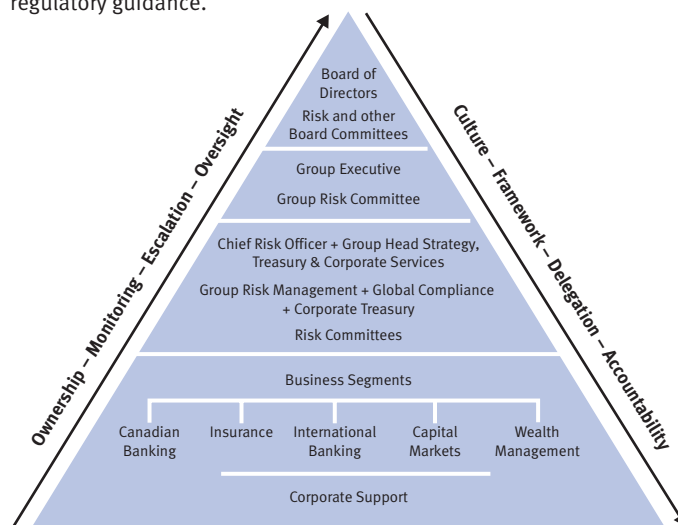 regulatory guidance.
Board of
Directors
Risk and other
Board Committees
Group Executive
Group Risk Committee
Chief Risk Officer + Group Head Strategy,
Treasury & Corporate Services
Group Risk Management + Global Compliance
+ Corporate Treasury
Risk Committees
Business Segments
Canadian
Banking
Insurance
International
Banking
Capital
Markets
Wealth
Management
Corporate Support
Ownership – Monitoring – Escalation – Oversight
Culture – Framework – Delegation – Accountability